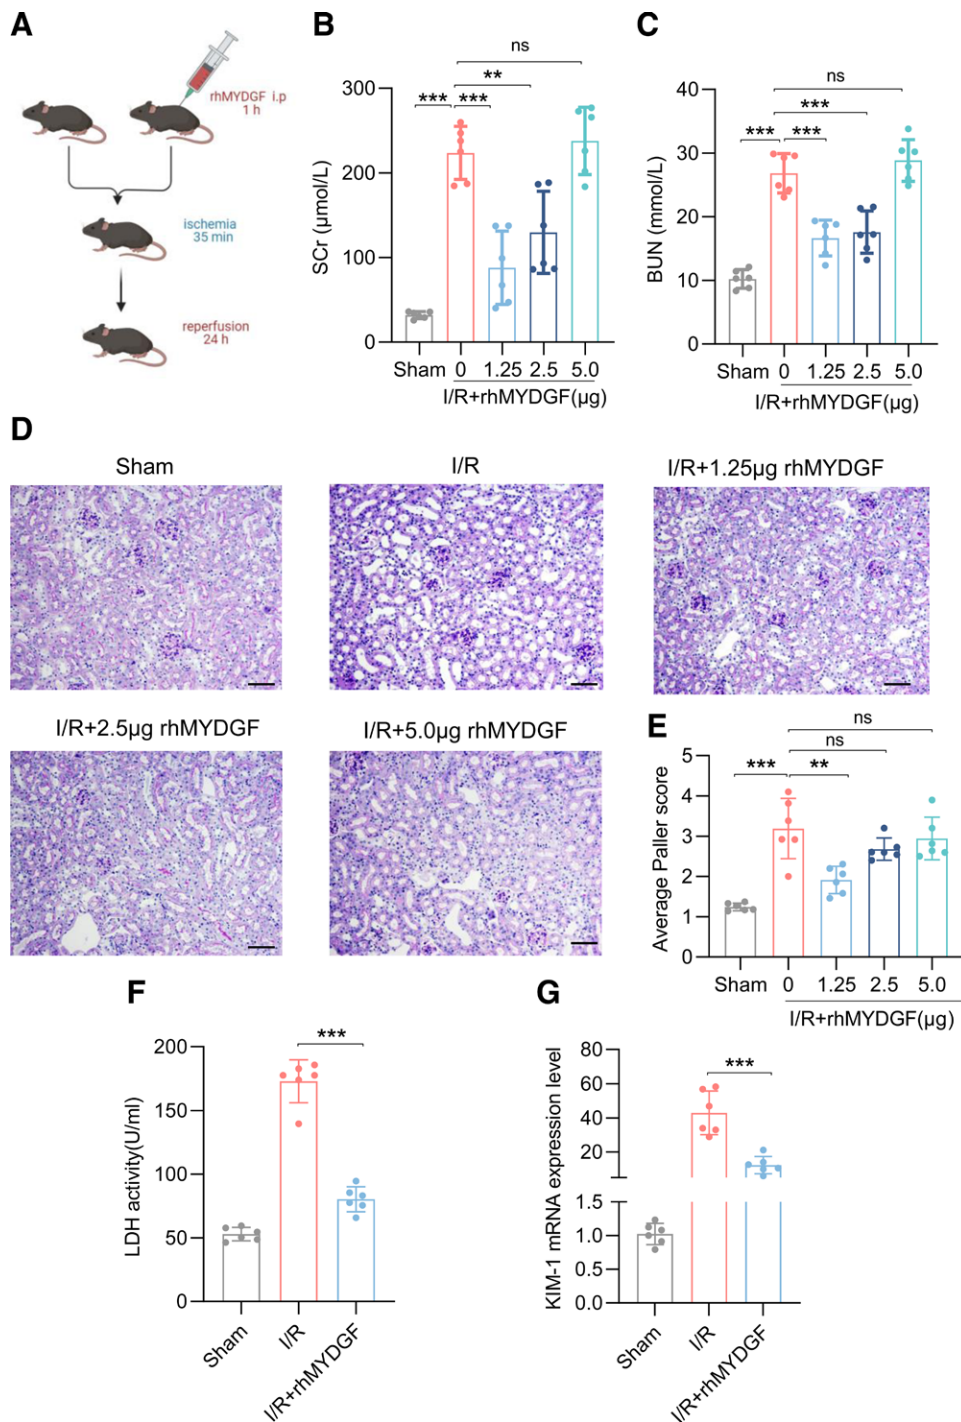 A
rhMYDGF i.p
1 h
ischemia
35 min
reperfusion
24 h
B
ns
**
***
***
SCr (μmol/L)
300
200
100
0
Sham
0
1.25
2.5
5.0
I/R+rhMYDGF(μg)
C
ns
***
***
***
BUN (mmol/L)
40
30
20
10
0
Sham
0
1.25
2.5
5.0
I/R+rhMYDGF(μg)
D
Sham
I/R
I/R+1.25μg rhMYDGF
I/R+2.5μg rhMYDGF
I/R+5.0μg rhMYDGF
E
ns
ns
***
**
Average Paller score
5
4
3
2
1
0
Sham
0
1.25
2.5
5.0
I/R+rhMYDGF(μg)
F
***
LDH activity(U/ml)
200
150
100
50
0
Sham
I/R
I/R+rhMYDGF
G
***
KIM-1 mRNA expression level
80
60
40
20
1.5
1.0
0.5
0.0
Sham
I/R
I/R+rhMYDGF